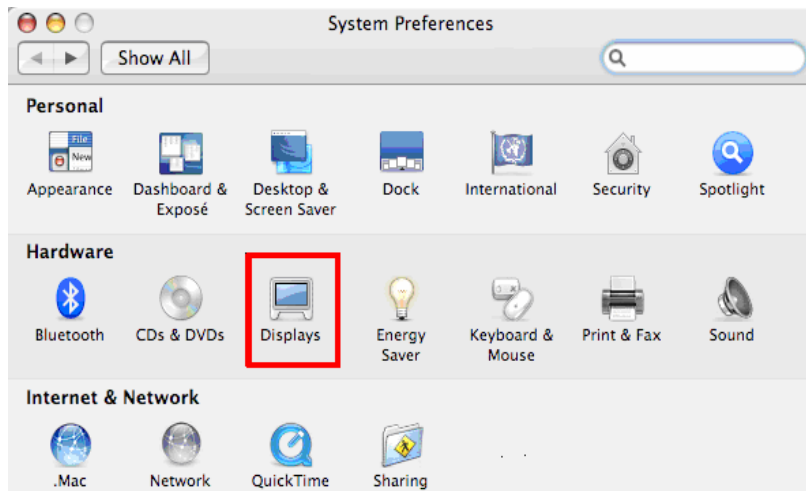 System Preferences
Show All
Personal
File
New
Appearance
Dashboard & Exposé
Desktop & Screen Saver
Dock
International
Security
Spotlight
Hardware
Bluetooth
CDs & DVDs
Displays
Energy Saver
Keyboard & Mouse
Print & Fax
Sound
Internet & Network
.Mac
Network
QuickTime
Sharing